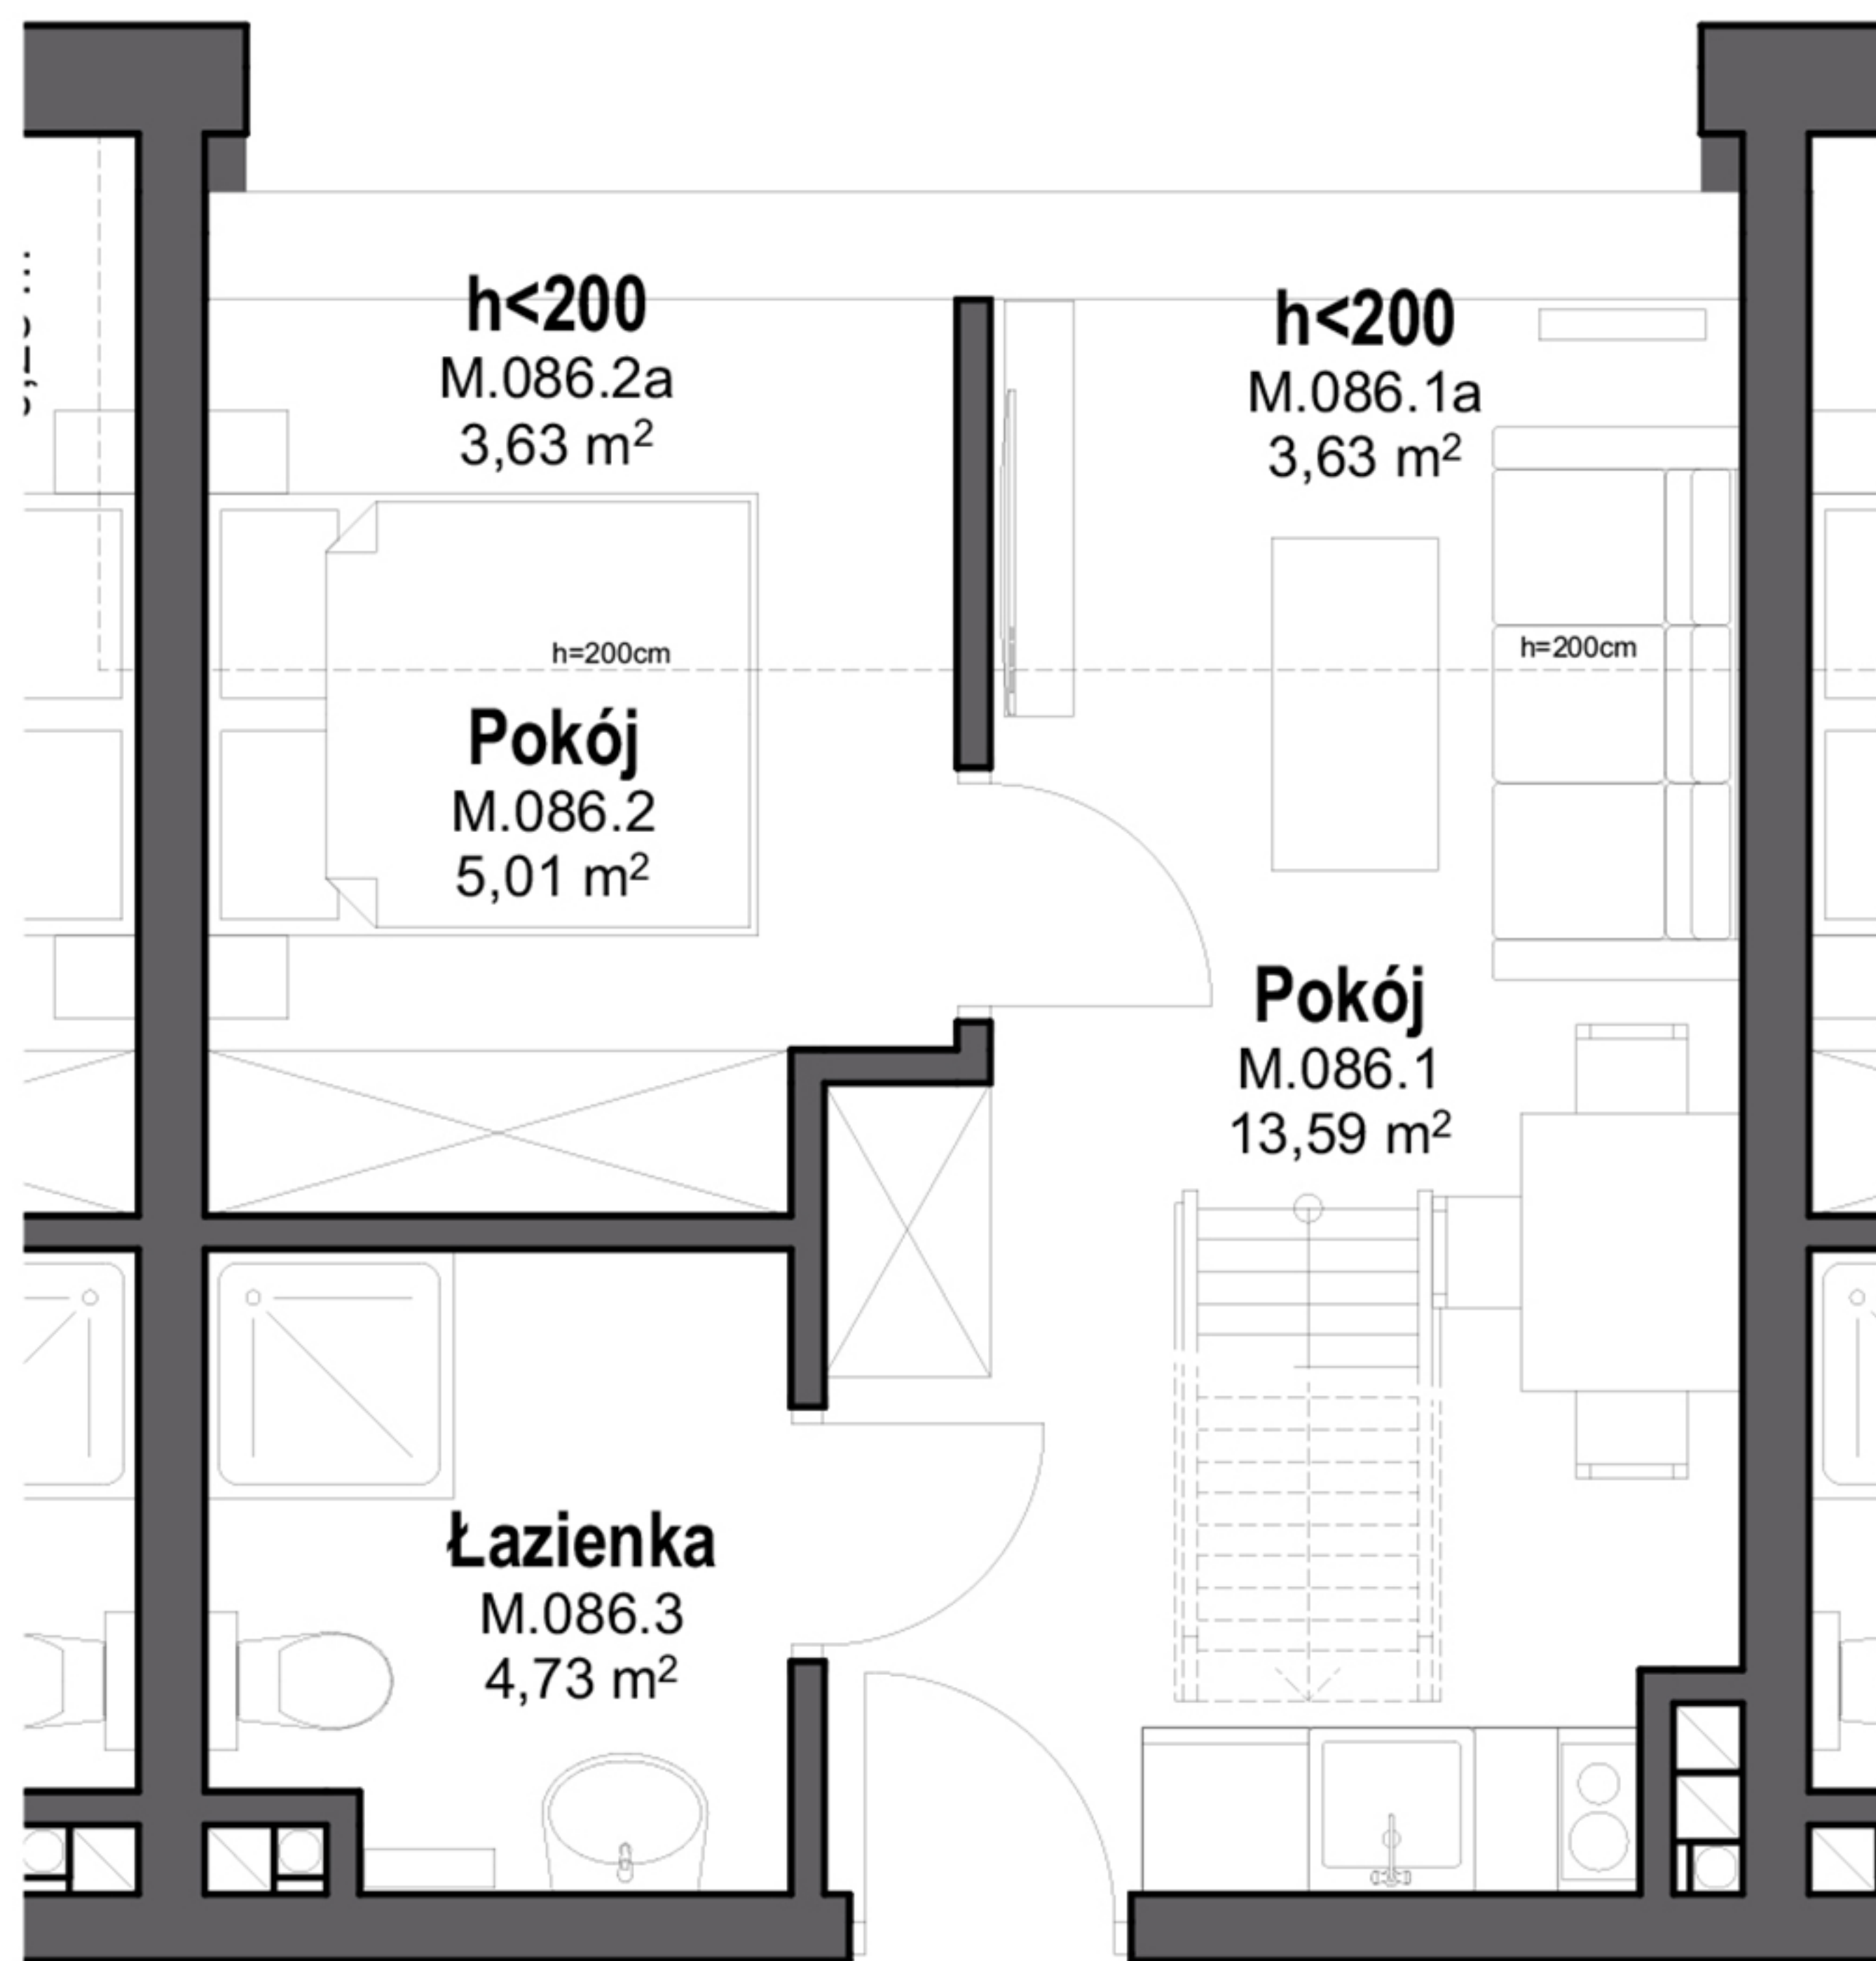 h<200
M.086.2a
3,63 m²
h<200
M.086.1a
3,63 m²
h=200cm
h=200cm
Pokój
M.086.2
5,01 m²
Pokój
M.086.1
13,59 m²
Łazienka
M.086.3
4,73 m²